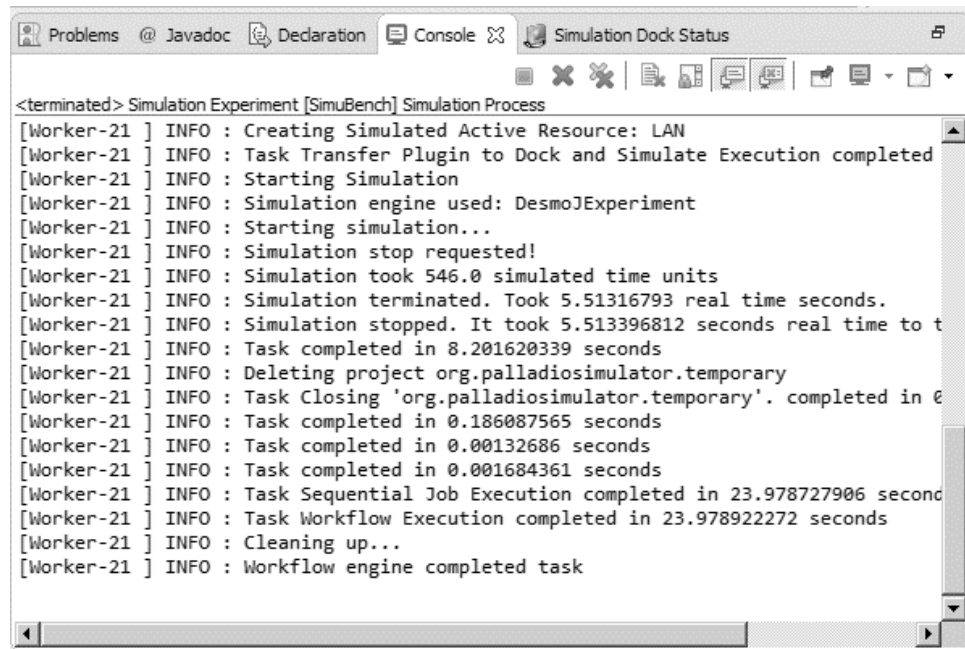 Problems @ Javadoc Declaration Console Simulation Dock Status
<terminated> Simulation Experiment [SimuBench] Simulation Process
[Worker-21 ] INFO : Creating Simulated Active Resource: LAN
[Worker-21 ] INFO : Task Transfer Plugin to Dock and Simulate Execution completed
[Worker-21 ] INFO : Starting Simulation
[Worker-21 ] INFO : Simulation engine used: DesmoJExperiment
[Worker-21 ] INFO : Starting simulation...
[Worker-21 ] INFO : Simulation stop requested!
[Worker-21 ] INFO : Simulation took 546.0 simulated time units
[Worker-21 ] INFO : Simulation terminated. Took 5.51316793 real time seconds.
[Worker-21 ] INFO : Simulation stopped. It took 5.513396812 seconds real time to t
[Worker-21 ] INFO : Task completed in 8.201620339 seconds
[Worker-21 ] INFO : Deleting project org.palladiosimulator.temporary
[Worker-21 ] INFO : Task Closing 'org.palladiosimulator.temporary'. completed in 0
[Worker-21 ] INFO : Task completed in 0.186087565 seconds
[Worker-21 ] INFO : Task completed in 0.00132686 seconds
[Worker-21 ] INFO : Task completed in 0.001684361 seconds
[Worker-21 ] INFO : Task Sequential Job Execution completed in 23.978727906 second
[Worker-21 ] INFO : Task Workflow Execution completed in 23.978922272 seconds
[Worker-21 ] INFO : Cleaning up...
[Worker-21 ] INFO : Workflow engine completed task